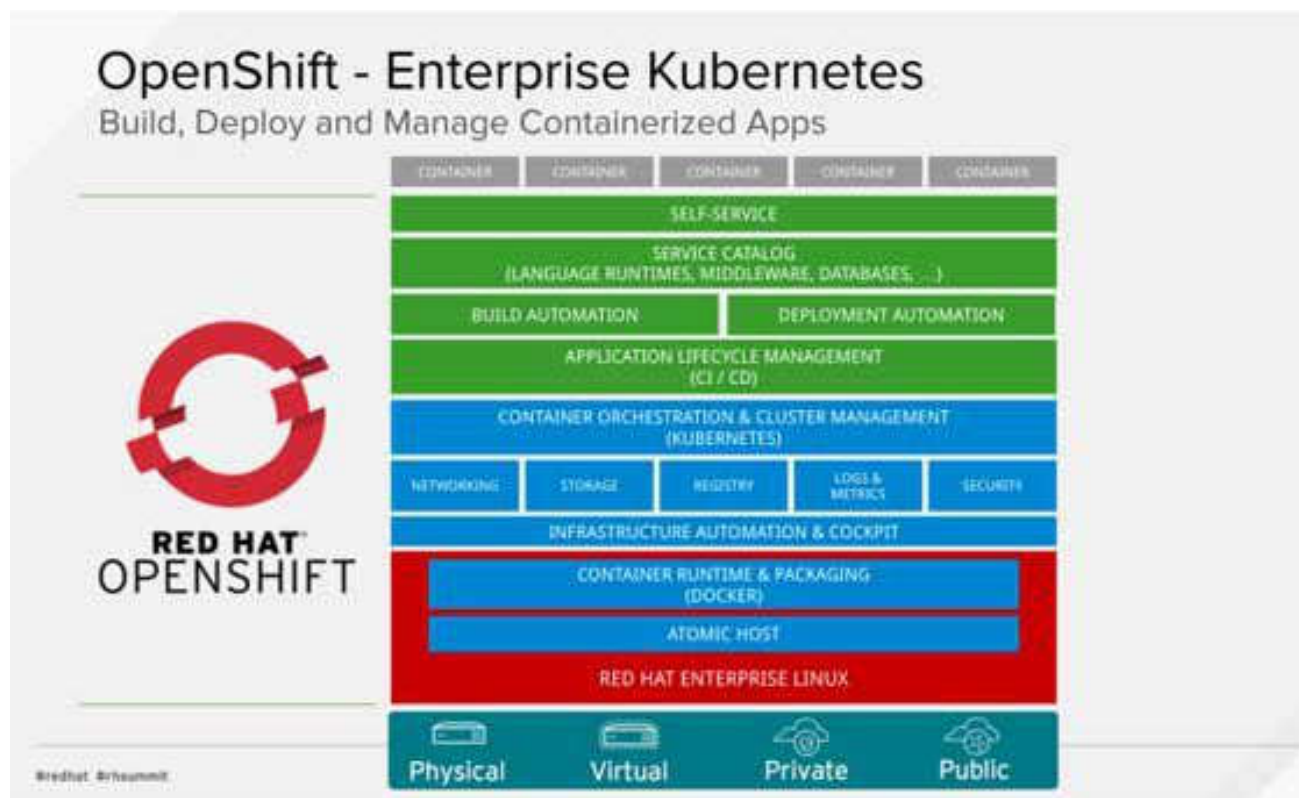 OpenShift - Enterprise Kubernetes
Build, Deploy and Manage Containerized Apps
CONTAINER CONTAINER CONTAINER CONTAINER CONTAINER
SELF-SERVICE
SERVICE CATALOG
(LANGUAGE RUNTIMES, MIDDLEWARE, DATABASES, ...)
BUILD AUTOMATION DEPLOYMENT AUTOMATION
APPLICATION LIFECYCLE MANAGEMENT
(CI / CD)
CONTAINER ORCHESTRATION & CLUSTER MANAGEMENT
(KUBERNETES)
NETWORKING STORAGE REGISTRY LOGS & METRICS SECURITY
INFRASTRUCTURE AUTOMATION & COCKPIT
CONTAINER RUNTIME & PACKAGING
(DOCKER)
ATOMIC HOST
RED HAT ENTERPRISE LINUX
RED HAT
OPENSHIFT
Physical Virtual Private Public
#redhat #rhsummit